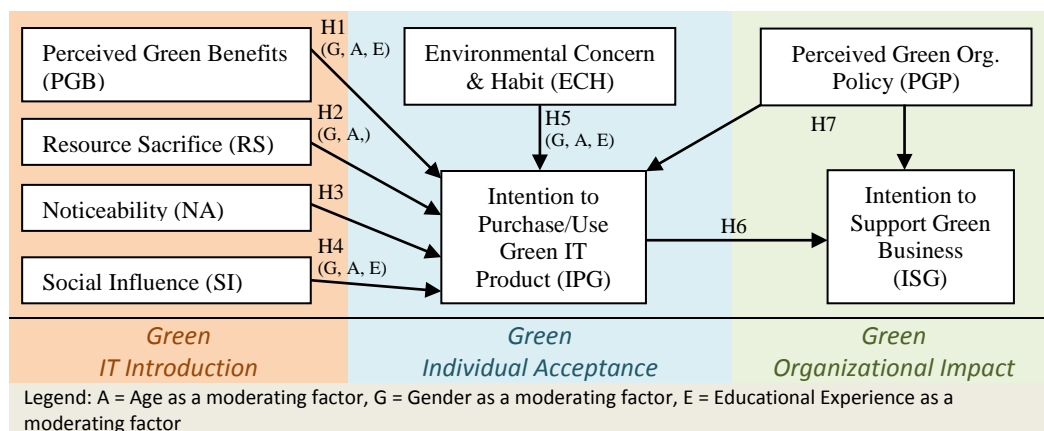 Perceived Green Benefits
(PGB)
H1
(G, A, E)
Environmental Concern
& Habit (ECH)
Perceived Green Org.
Policy (PGP)
Resource Sacrifice (RS)
H2
(G, A,)
H5
(G, A, E)
H7
Noticeability (NA)
H3
Intention to
Purchase/Use
Green IT
Product (IPG)
H6
Intention to
Support Green
Business
(ISG)
Social Influence (SI)
H4
(G, A, E)
Green
IT Introduction
Green
Individual Acceptance
Green
Organizational Impact
Legend: A = Age as a moderating factor, G = Gender as a moderating factor, E = Educational Experience as a
moderating factor